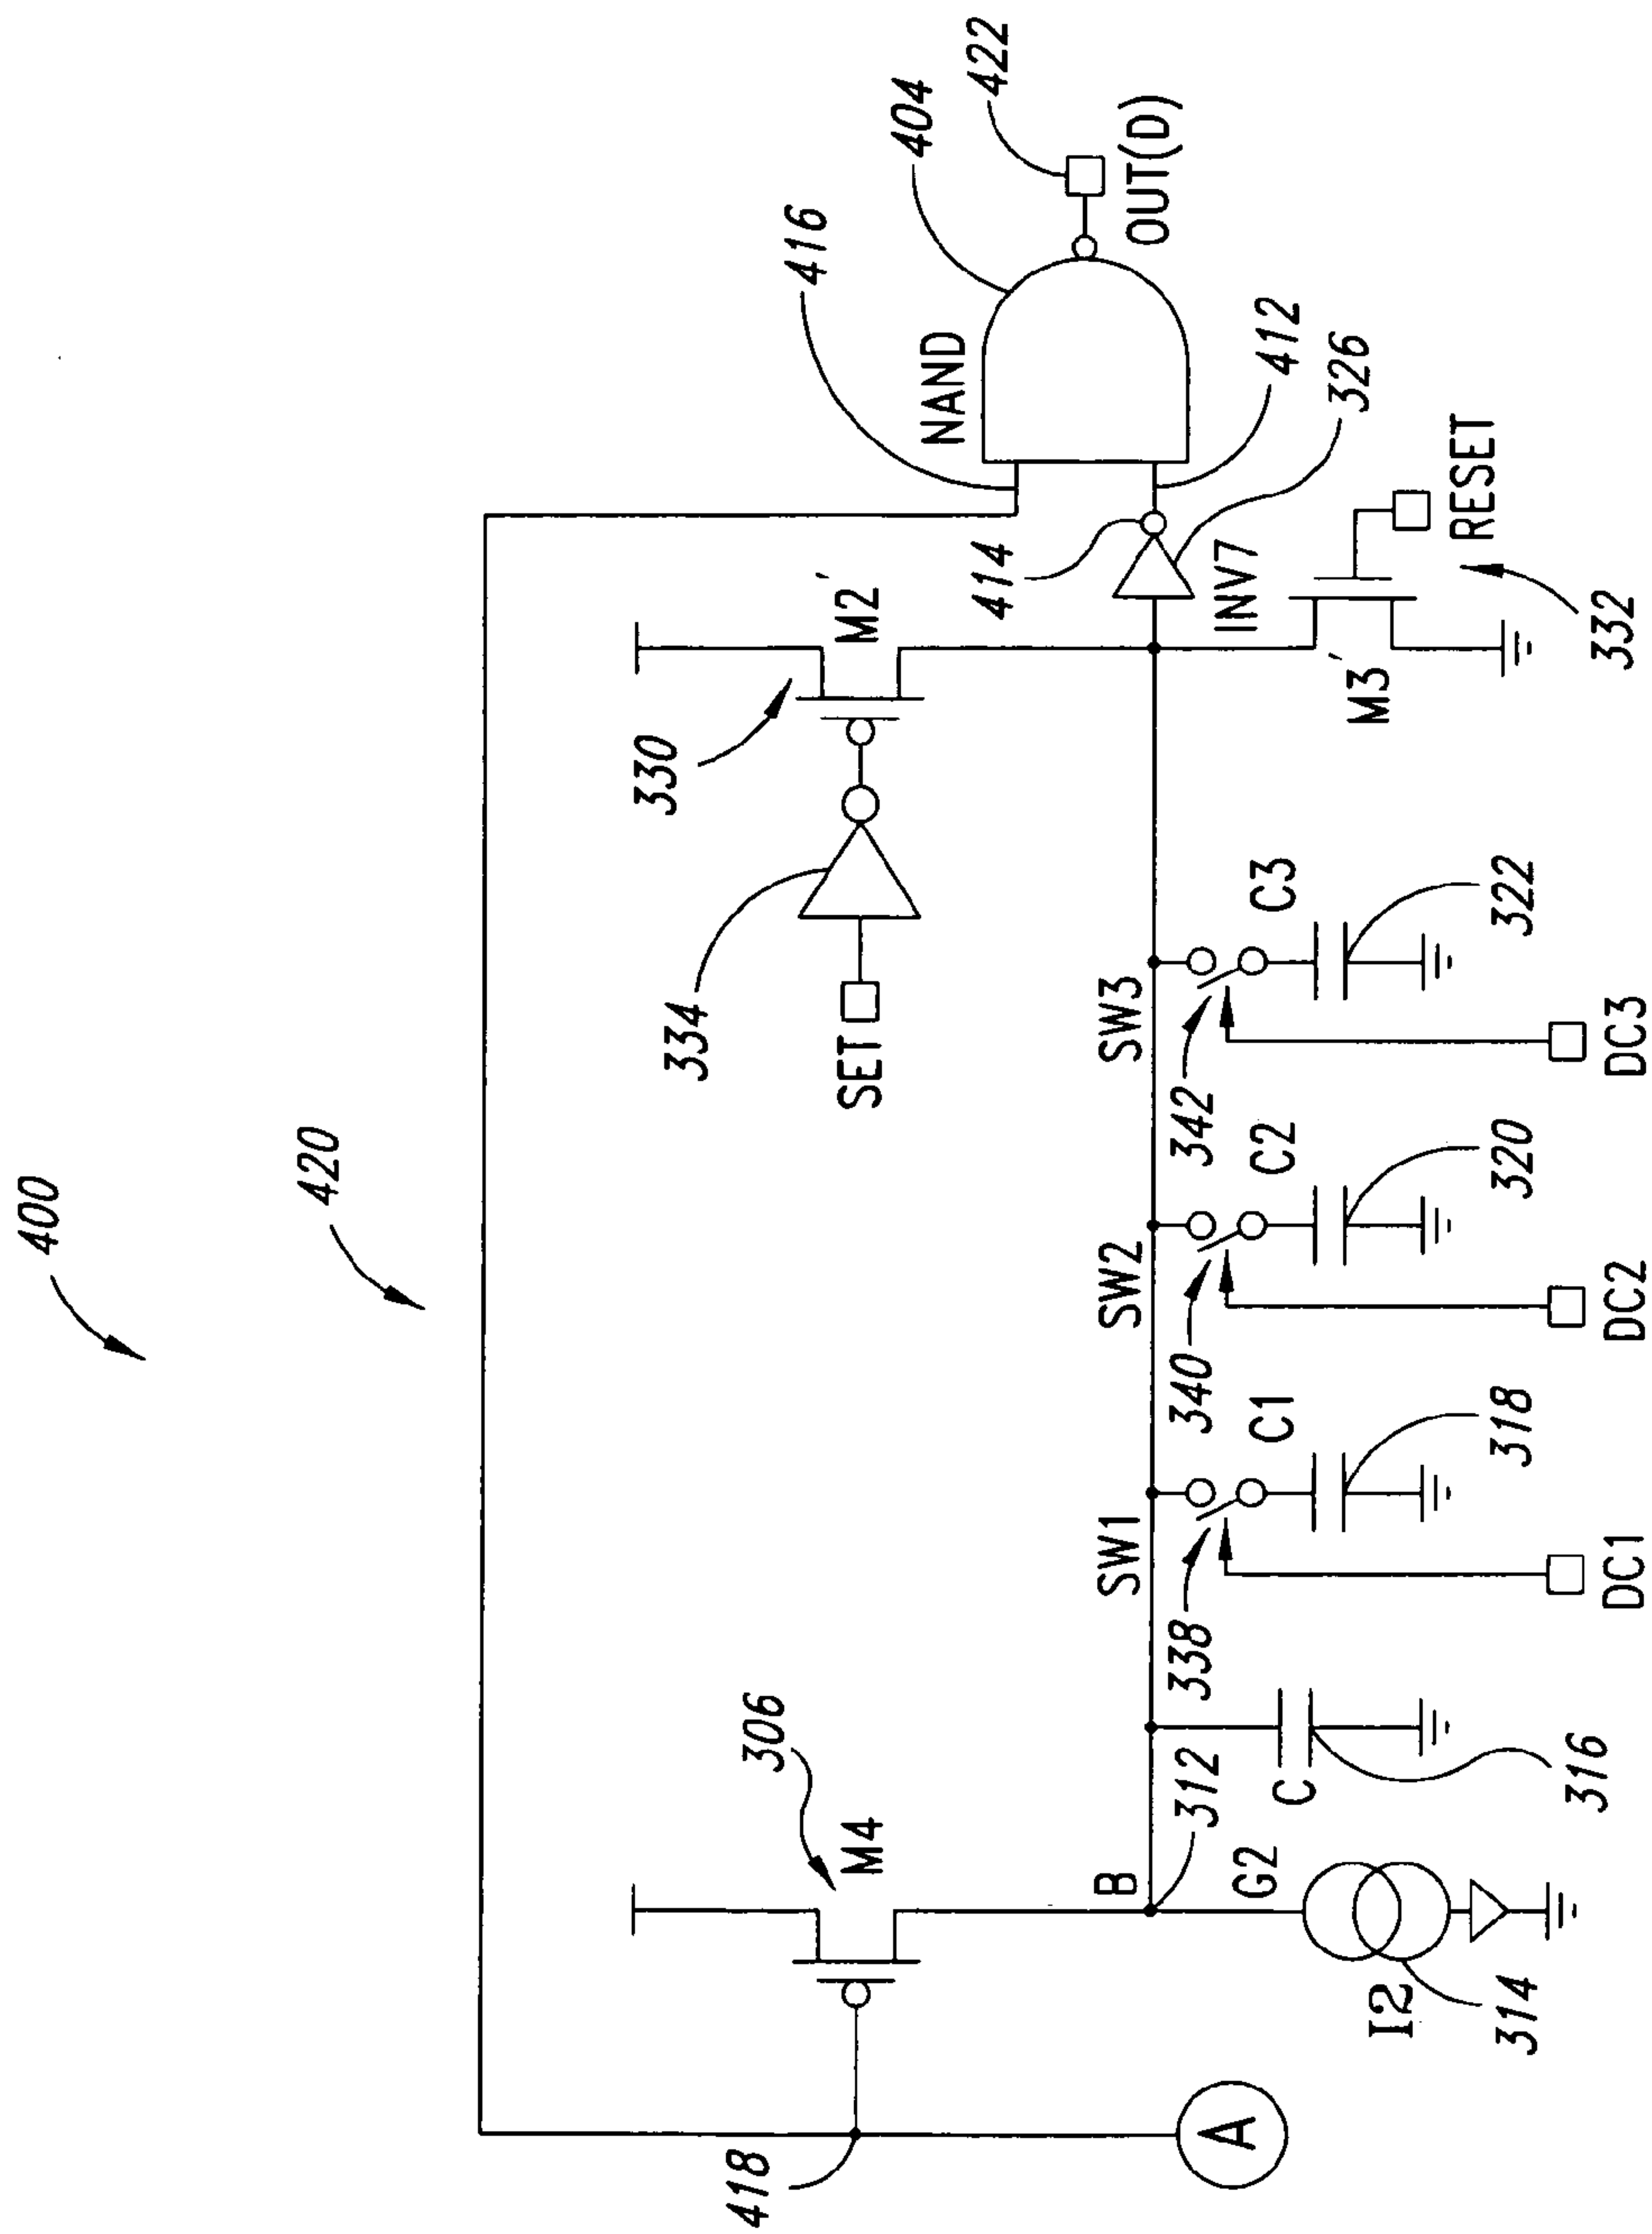 400
420
418
A
306
M4
B
312
G2
I2
314
C
316
SW1
338
C1
318
DC1
SW2
340
C2
320
DC2
SW3
342
C3
322
DC3
SET
334
330
M2'
414
INV7
326
412
M3'
332
RESET
NAND
416
404
422
OUT(D)